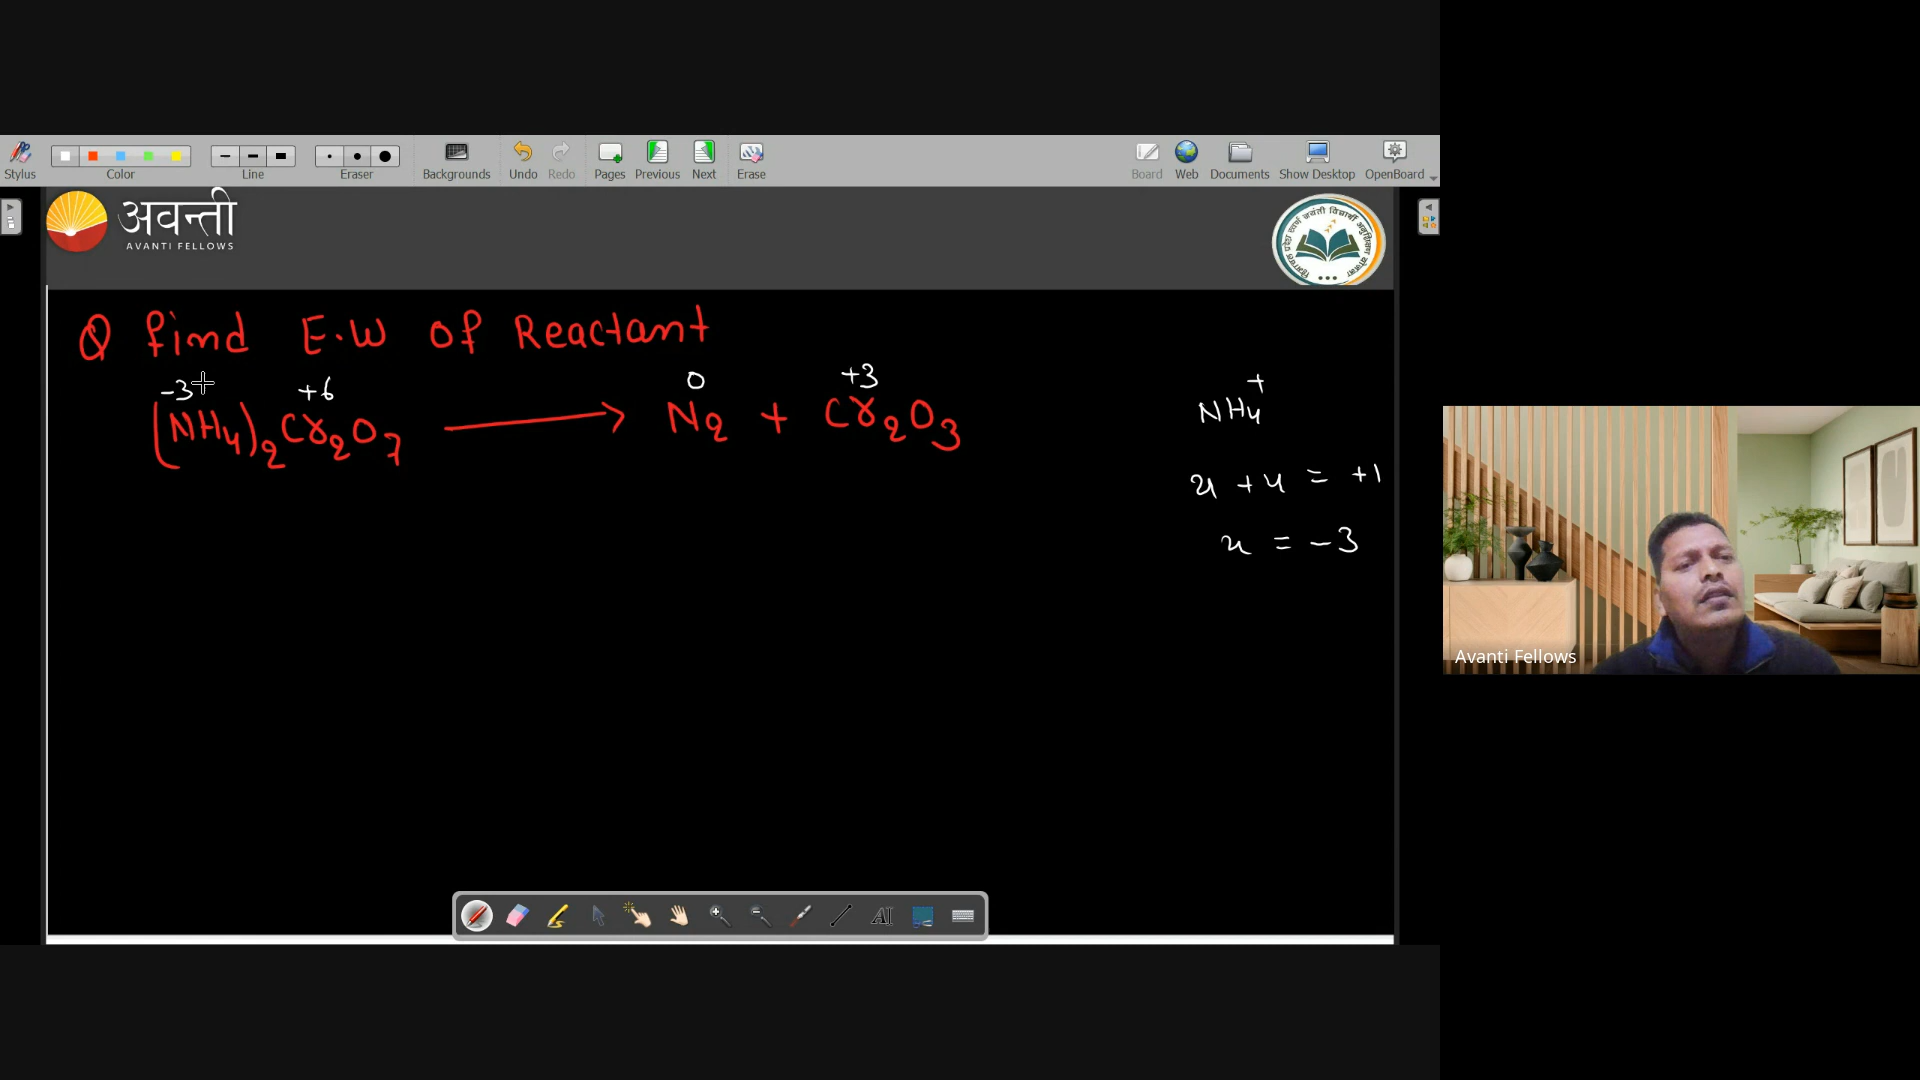 Stylus Color Line Eraser Backgrounds Undo Redo Pages Previous Next Erase Board Web Documents Show Desktop OpenBoard
अवन्ती
AVANTI FELLOWS
Q find E.W of Reactant
-3 +6 0 +3
(NH4)2Cr2O7 ⟶ N2 + Cr2O3
NH4+
x + 4 = +1
x = -3
Avanti Fellows